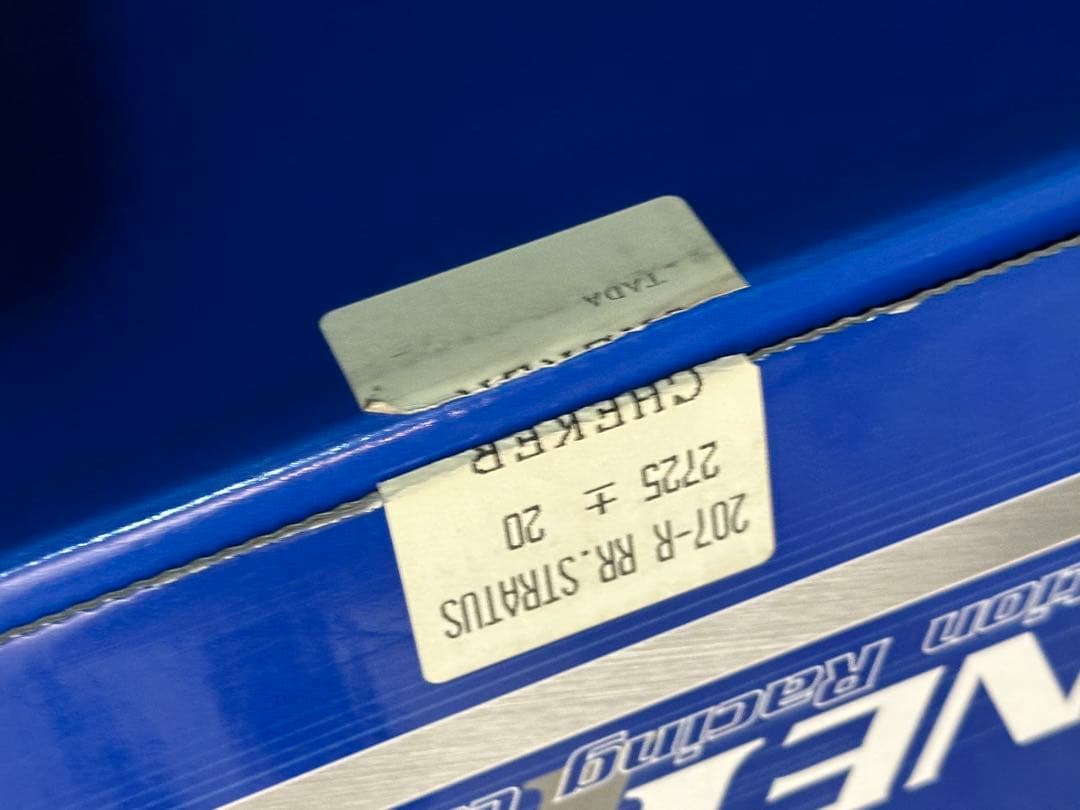 207-R RR.STRATUS
2725 ± 20
CHEKER
TADA
Racing